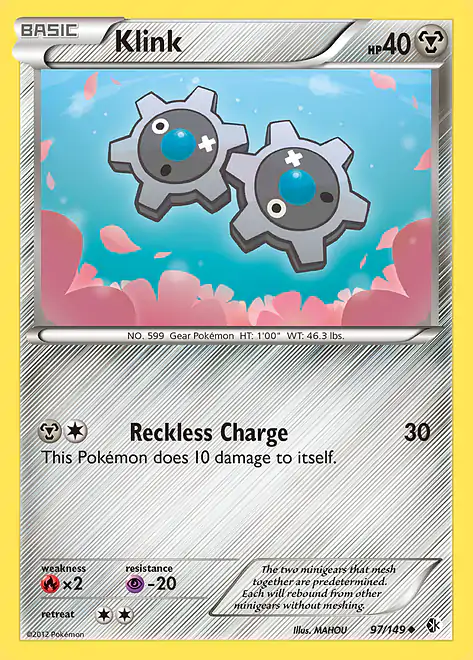 BASIC
Klink
HP40
NO. 599 Gear Pokémon HT: 1'00" WT: 46.3 lbs.
Reckless Charge 30
This Pokémon does 10 damage to itself.
weakness resistance
×2 -20
retreat
The two minigears that mesh
together are predetermined.
Each will rebound from other
minigears without meshing.
©2012 Pokémon Illus. MAHOU 97/149